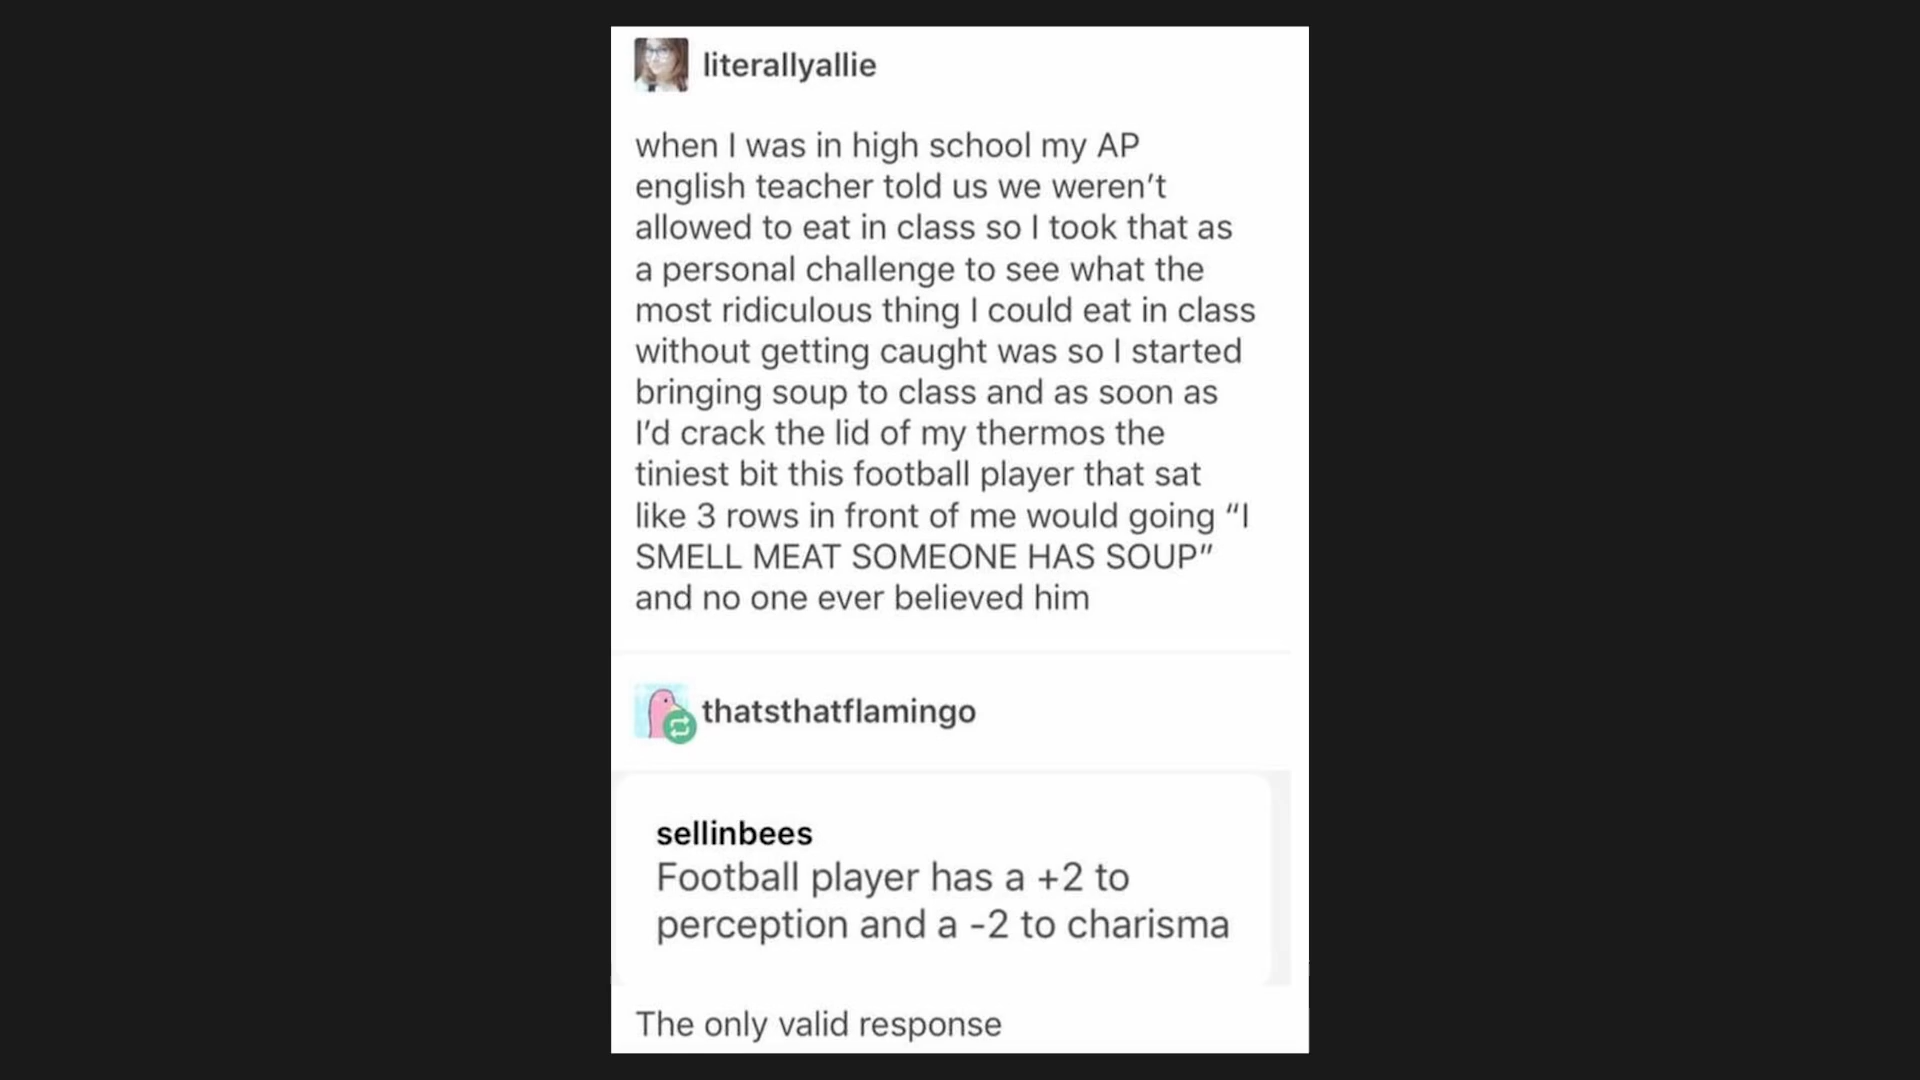 literallyallie
when I was in high school my AP
english teacher told us we weren’t
allowed to eat in class so I took that as
a personal challenge to see what the
most ridiculous thing I could eat in class
without getting caught was so I started
bringing soup to class and as soon as
I’d crack the lid of my thermos the
tiniest bit this football player that sat
like 3 rows in front of me would going “I
SMELL MEAT SOMEONE HAS SOUP”
and no one ever believed him
thatsthatflamingo
sellinbees
Football player has a +2 to
perception and a -2 to charisma
The only valid response